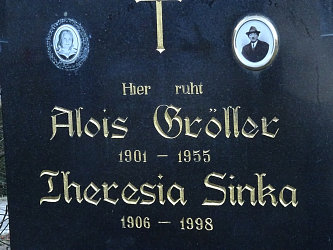 Hier ruht
Alois Gröller
1901 – 1955
Theresia Sinka
1906 – 1998